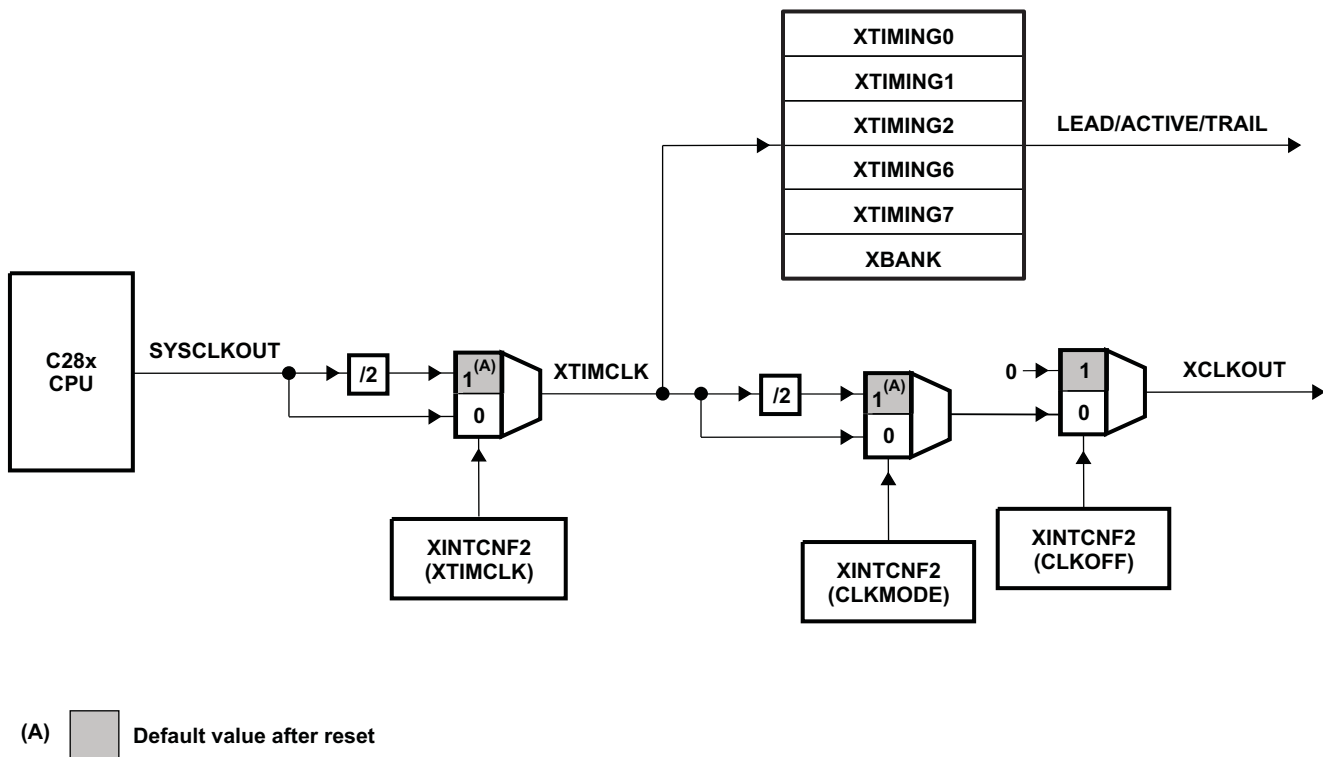 XTIMING0
XTIMING1
XTIMING2
XTIMING6
XTIMING7
XBANK
LEAD/ACTIVE/TRAIL
C28x
CPU
SYSCLKOUT
/2
1(A)
0
XTIMCLK
/2
1(A)
0
0
1
0
XCLKOUT
XINTCNF2
(XTIMCLK)
XINTCNF2
(CLKMODE)
XINTCNF2
(CLKOFF)
(A) Default value after reset